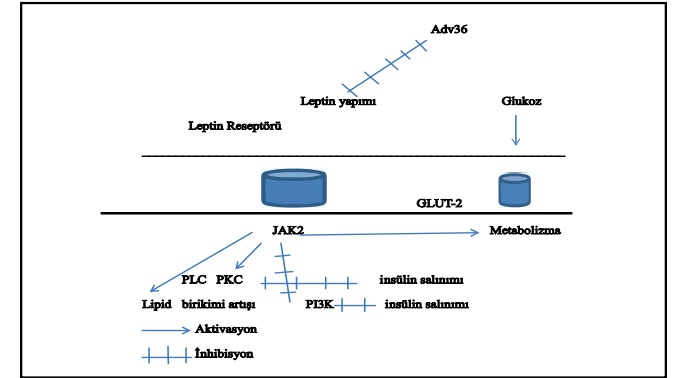 Adv36
Leptin yapımı
Glukoz
Leptin Reseptörü
GLUT-2
JAK2
Metabolizma
PLC PKC
insülin salınımı
Lipid birikimi artışı
PI3K
insülin salınımı
Aktivasyon
İnhibisyon